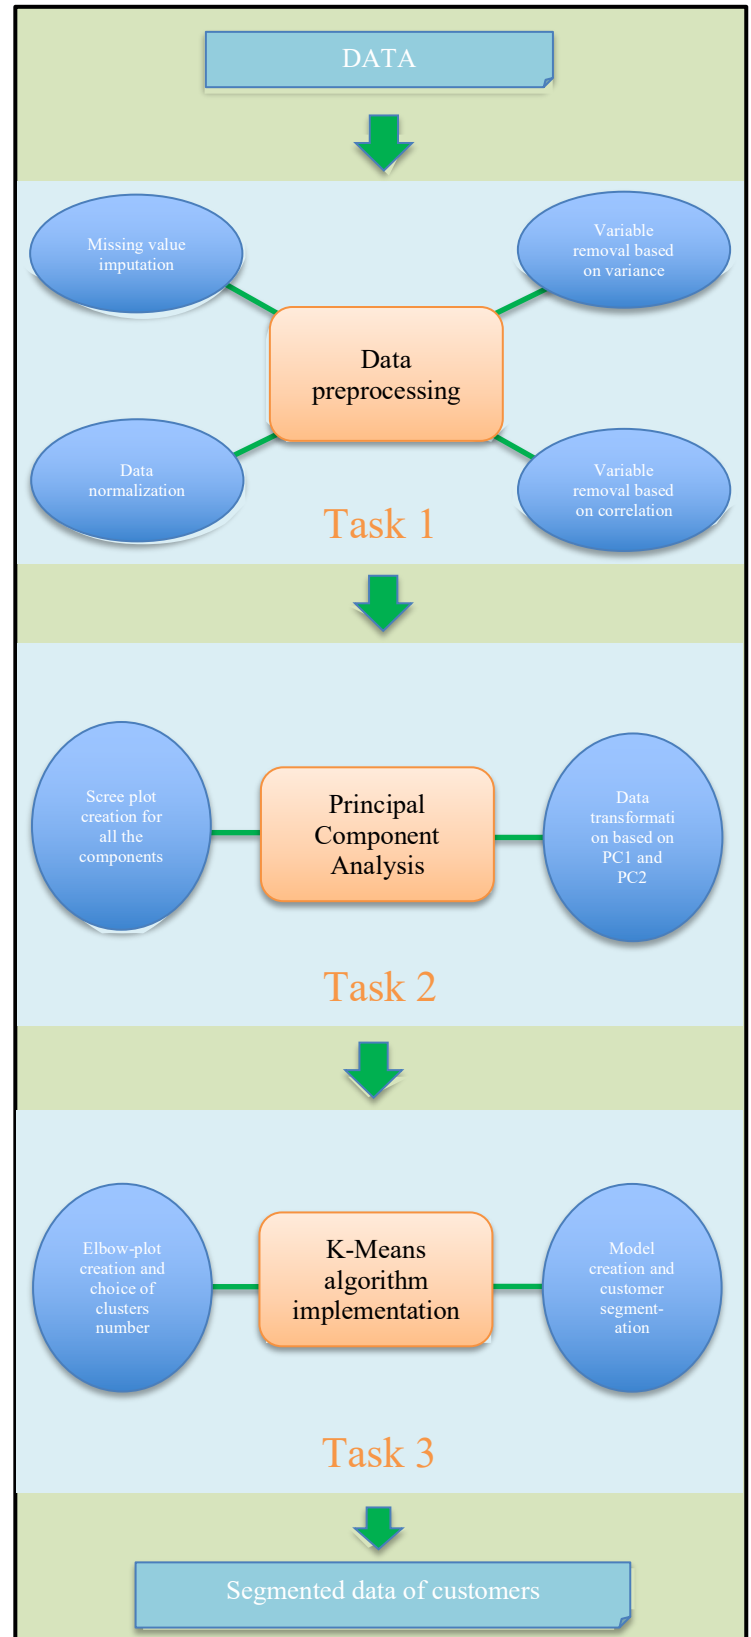 DATA
Missing value
imputation
Variable
removal based
on variance
Data
preprocessing
Data
normalization
Variable
removal based
on correlation
Task 1
Scree plot
creation for
all the
components
Principal
Component
Analysis
Data
transformati
on based on
PC1 and
PC2
Task 2
Elbow-plot
creation and
choice of
clusters
number
K-Means
algorithm
implementation
Model
creation and
customer
segment-
ation
Task 3
Segmented data of customers